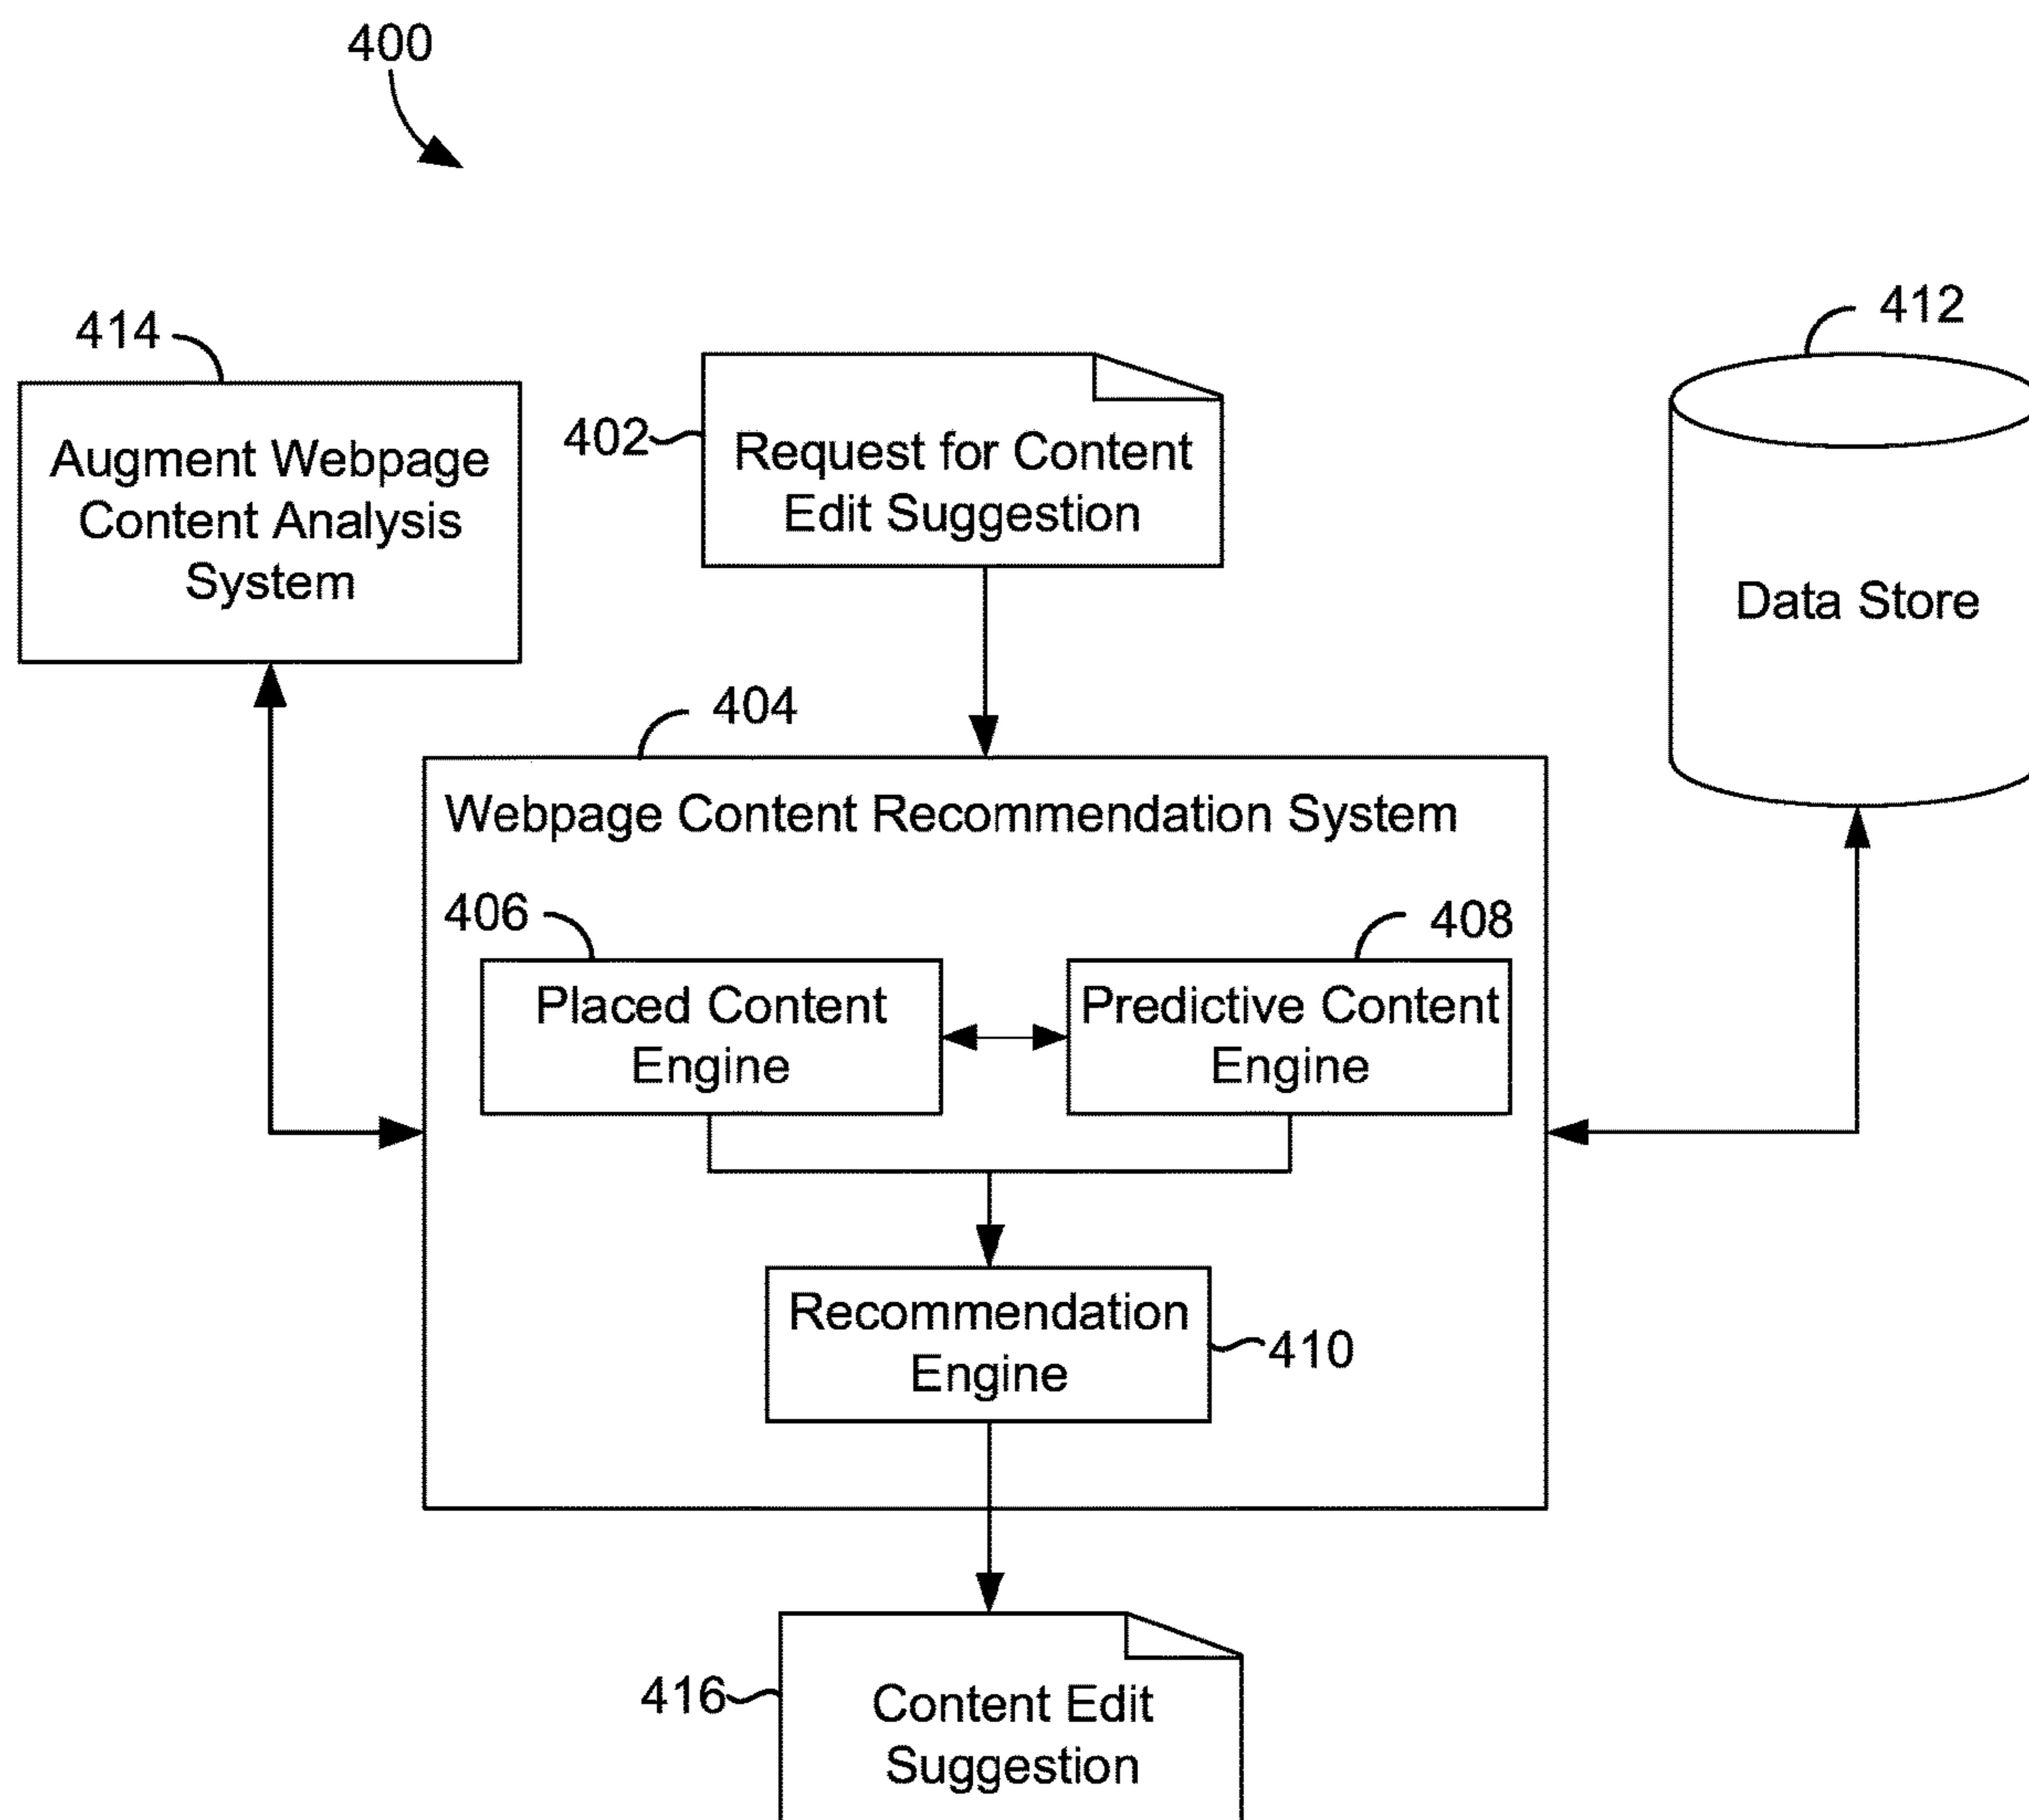 400
414
Augment Webpage
Content Analysis
System
402
Request for Content
Edit Suggestion
412
Data Store
404
Webpage Content Recommendation System
406
Placed Content
Engine
408
Predictive Content
Engine
Recommendation
Engine
410
416
Content Edit
Suggestion